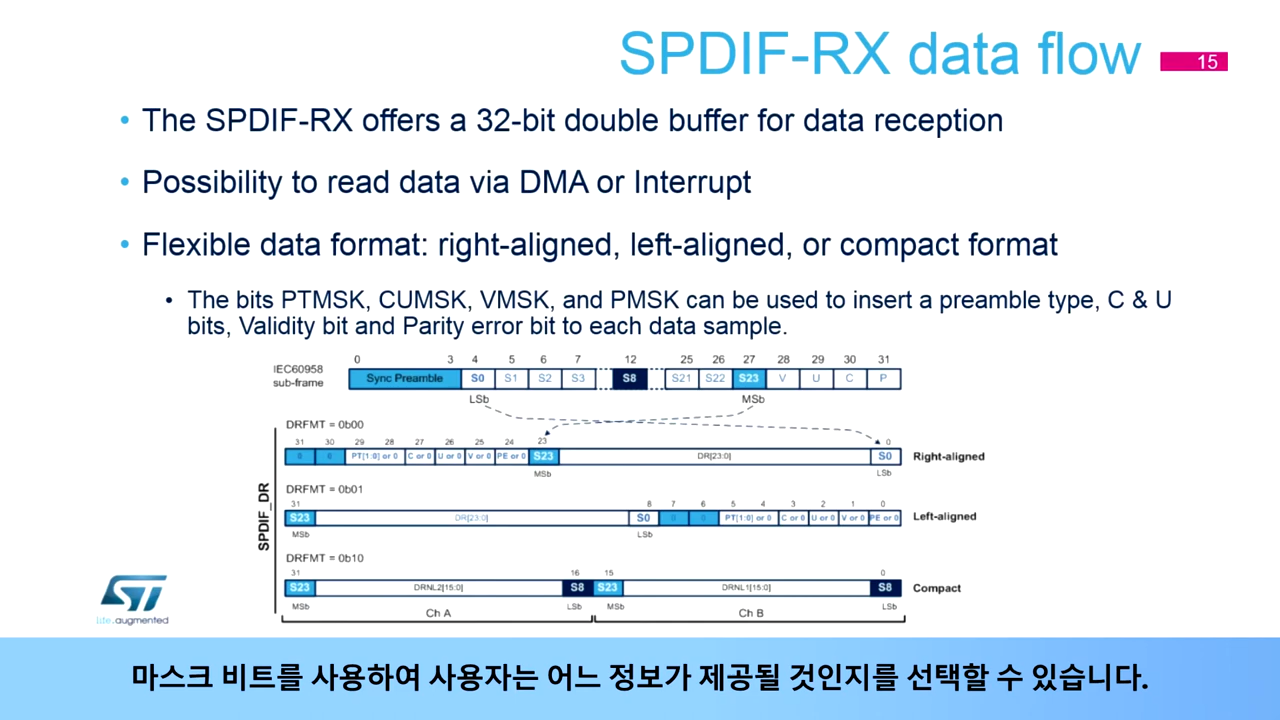 SPDIF-RX data flow
15
• The SPDIF-RX offers a 32-bit double buffer for data reception
• Possibility to read data via DMA or Interrupt
• Flexible data format: right-aligned, left-aligned, or compact format
• The bits PTMSK, CUMSK, VMSK, and PMSK can be used to insert a preamble type, C & U
bits, Validity bit and Parity error bit to each data sample.
0 3 4 5 6 7 12 25 26 27 28 29 30 31
IEC60958
sub-frame
Sync Preamble S0 S1 S2 S3 S8 S21 S22 S23 V U C P
LSb MSb
DRFMT = 0b00
31 30 29 28 27 26 25 24 23 0
0 0 PT[1:0] or 0 C or 0 U or 0 V or 0 PE or 0 S23 DR[23:0] S0 Right-aligned
MSb LSb
DRFMT = 0b01
31 8 7 6 5 4 3 2 1 0
S23 DR[23:0] S0 0 0 PT[1:0] or 0 C or 0 U or 0 V or 0 PE or 0 Left-aligned
MSb LSb
SPDIF_DR
DRFMT = 0b10
31 16 15 0
S23 DRNL2[15:0] S8 S23 DRNL1[15:0] S8 Compact
MSb LSb MSb LSb
Ch A Ch B
ST
life.augmented
마스크 비트를 사용하여 사용자는 어느 정보가 제공될 것인지를 선택할 수 있습니다.